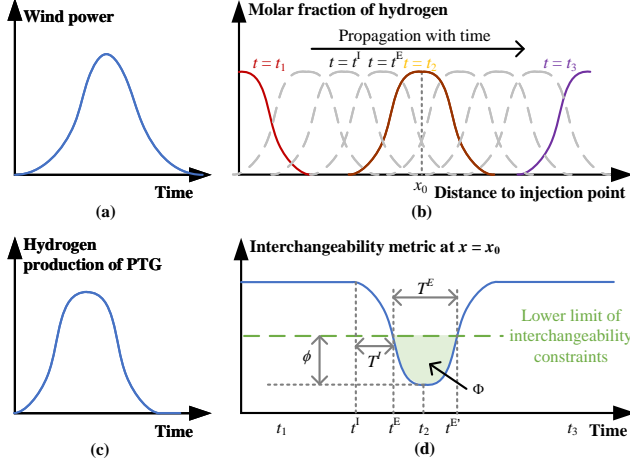 Wind power
Time
(a)
Molar fraction of hydrogen
Propagation with time
t = t₁
t = tᴵ
t = tᴱ
t = t₂
t = t₃
x₀
Distance to injection point
(b)
Hydrogen
production of PTG
Time
(c)
Interchangeability metric at x = x₀
Tᴱ
Lower limit of
interchangeability
constraints
ϕ
Tᴵ
Φ
t₁
tᴵ
tᴱ
t₂
tᴱ'
t₃
Time
(d)